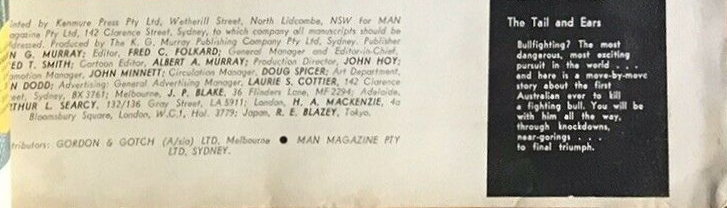 inted by Kenmure Press Pty Ltd, Wetherill Street, North Lidcombe, NSW for MAN
agazine Pty Ltd, 142 Clarence Street, Sydney, to which company all manuscripts should be
dressed. Produced by The K. G. Murray Publishing Company Pty Ltd, Sydney. Publisher
N G. MURRAY; Editor, FRED C. FOLKARD; General Manager and Editor-in-Chief,
ED T. SMITH; Cartoon Editor, ALBERT A. MURRAY; Production Director, JOHN HOY;
omotion Manager, JOHN MINNETT; Circulation Manager, DOUG SPICER; Art Department,
N DODD; Advertising: General Advertising Manager, LAURIE S. COTTIER, 142 Clarence
eet, Sydney, BX 3761; Melbourne, J. P. BLAKE, 36 Flinders Lane, MF 2294; Adelaide,
THUR L. SEARCY, 132/136 Gray Street, LA 5911; London, H. A. MACKENZIE, 4a
Bloomsbury Square, London, W.C.1, Hol. 3779; Japan, R. E. BLAZEY, Tokyo.
tributors: GORDON & GOTCH (A/sia) LTD, Melbourne ● MAN MAGAZINE PTY
LTD, SYDNEY.
The Tail and Ears
Bullfighting? The most
dangerous, most exciting
pursuit in the world . . .
and here is a move-by-move
story about the first
Australian ever to kill
a fighting bull. You will be
with him all the way,
through knockdowns,
near-gorings . . .
to final triumph.